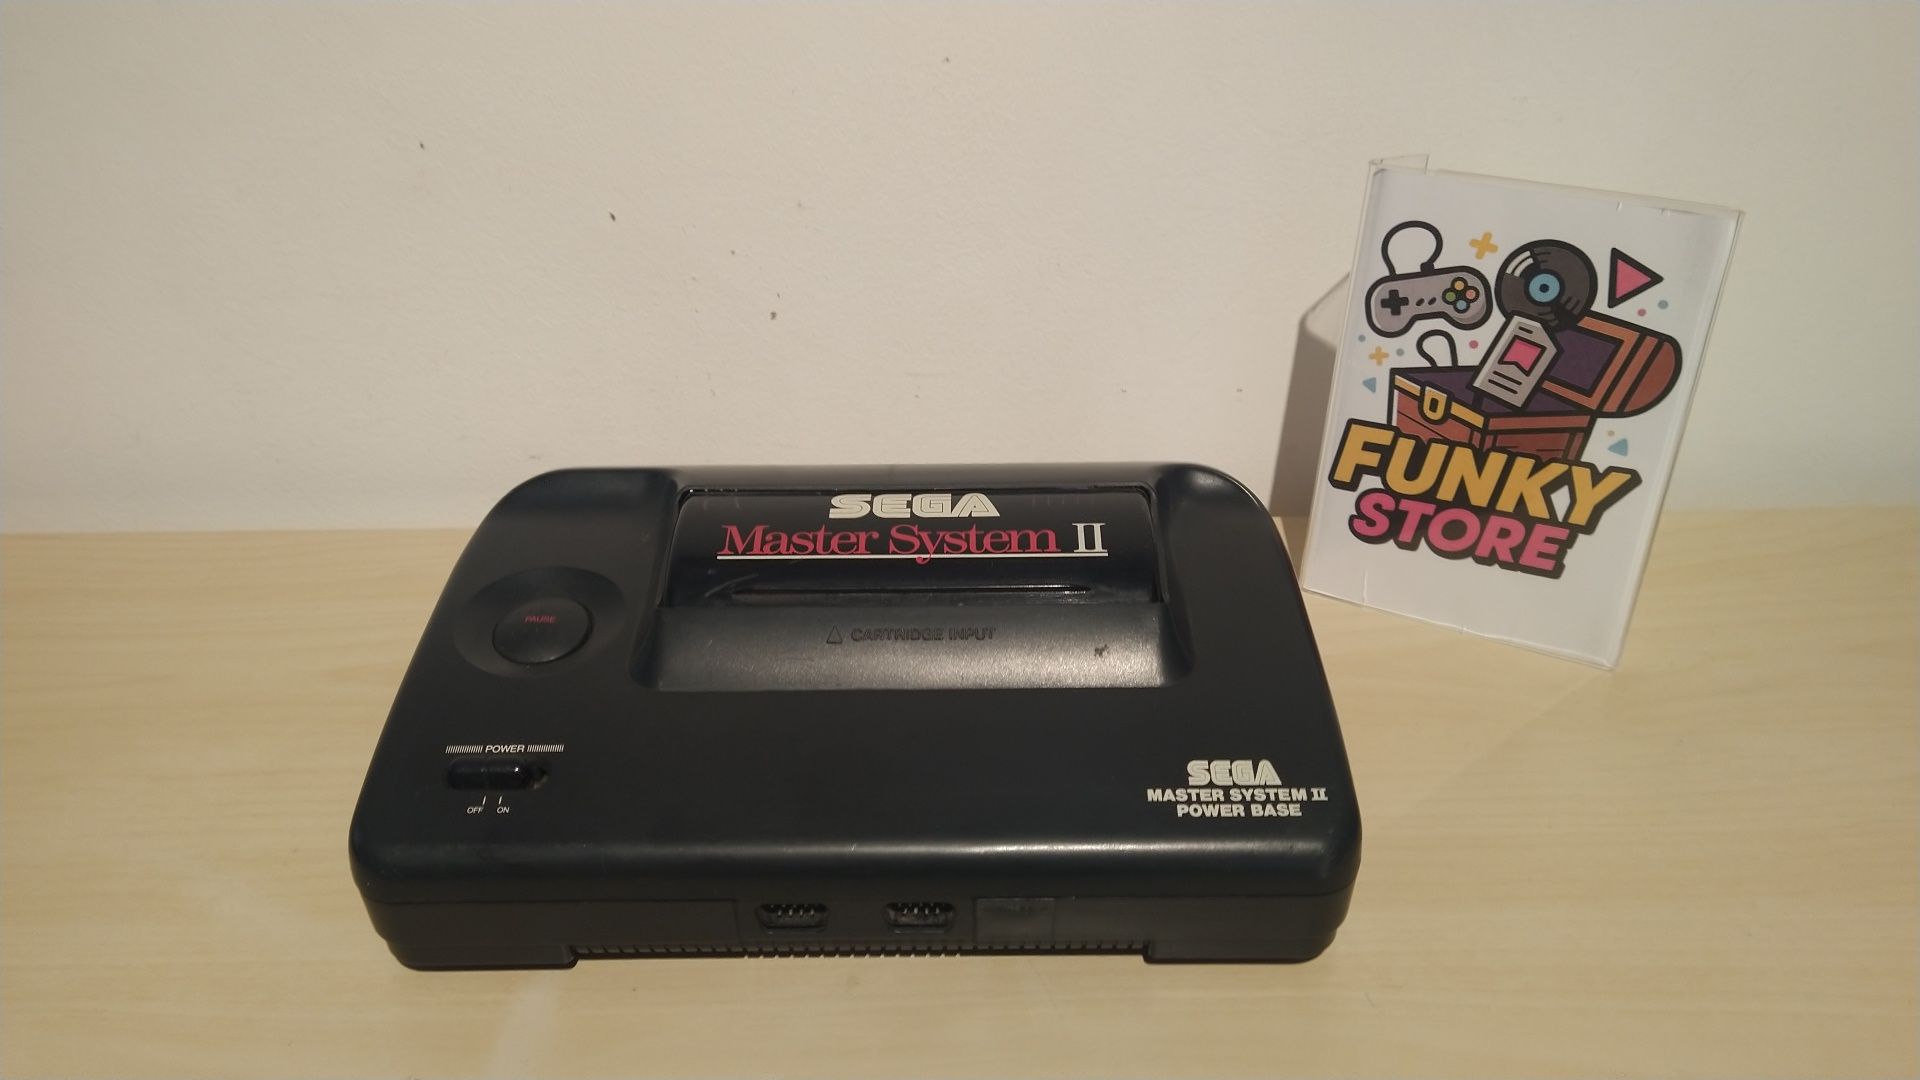 SEGA
Master System II
PAUSE
△ CARTRIDGE INPUT
POWER
OFF ON
SEGA
MASTER SYSTEM II
POWER BASE
FUNKY
STORE